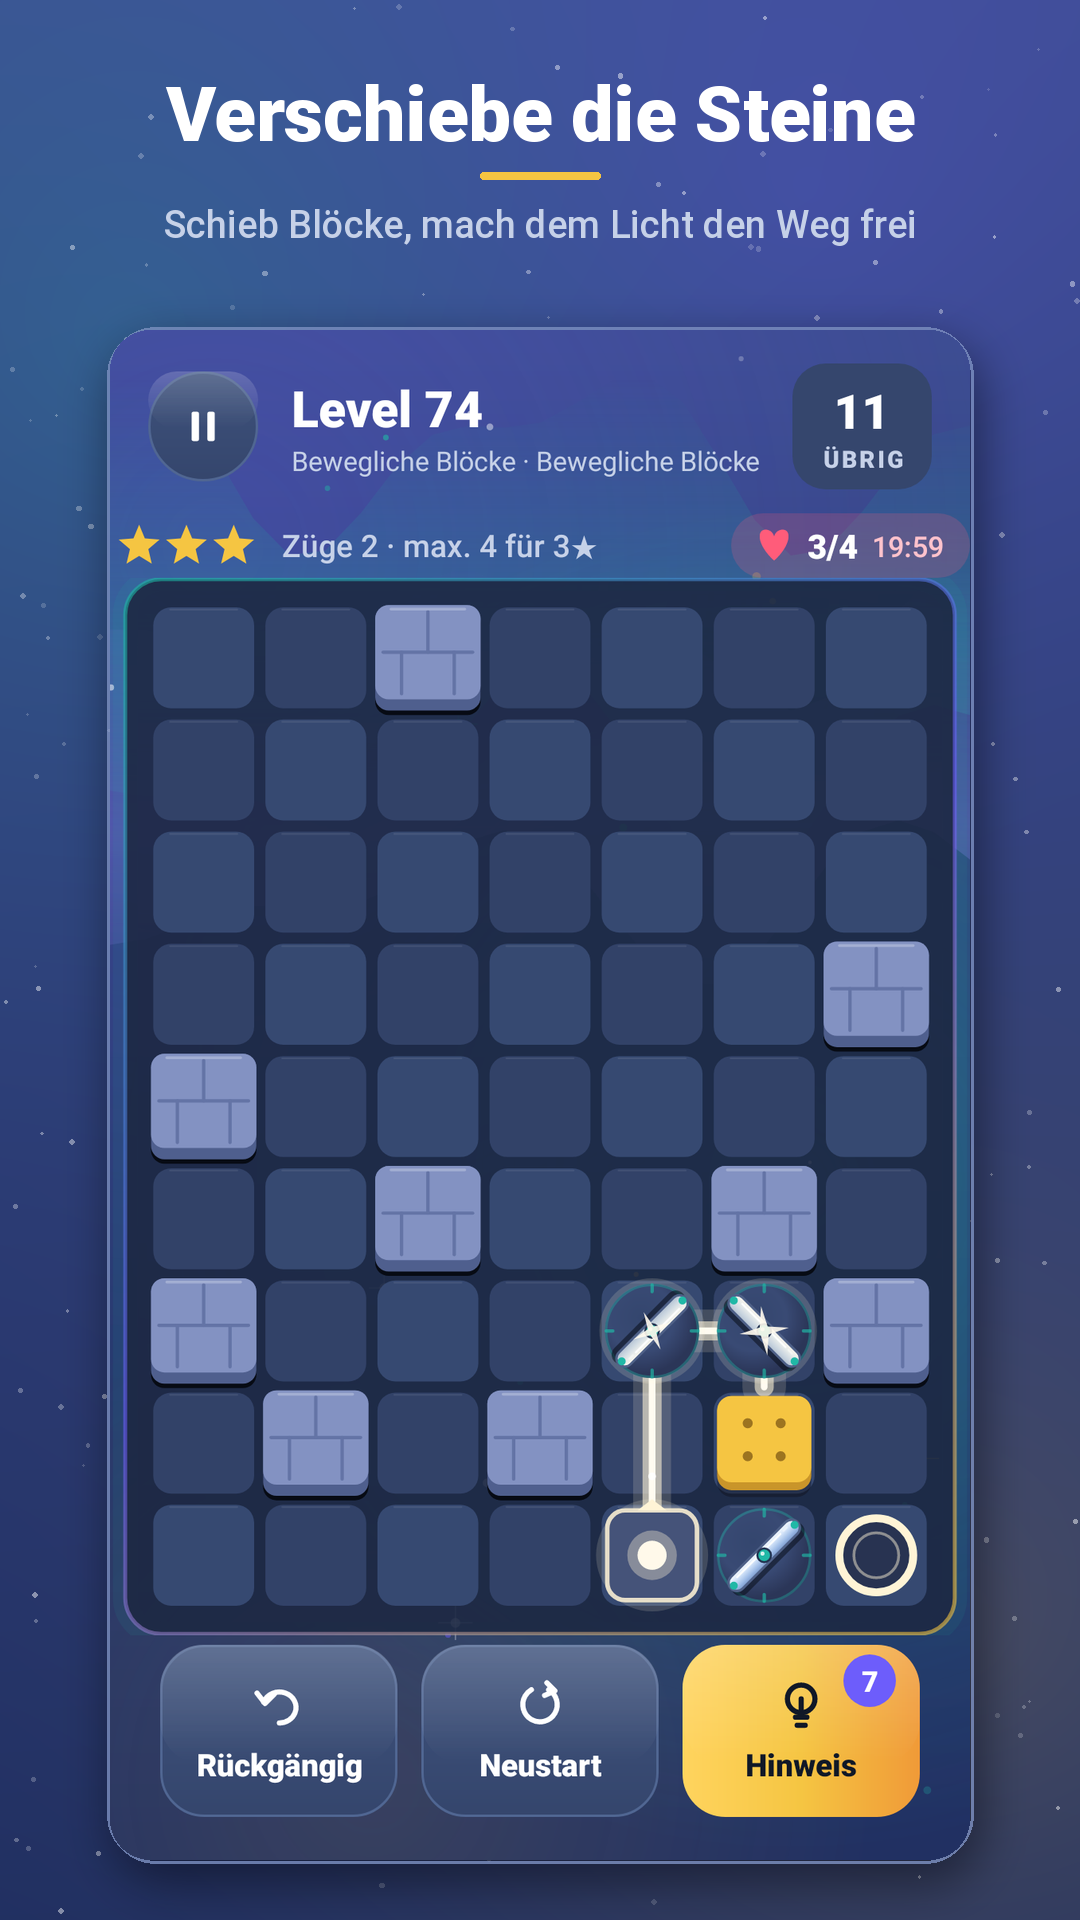 Verschiebe die Steine
Schieb Blöcke, mach dem Licht den Weg frei
Level 74
Bewegliche Blöcke · Bewegliche Blöcke
11
ÜBRIG
Züge 2 · max. 4 für 3★
3/4 19:59
Rückgängig
Neustart
7
Hinweis